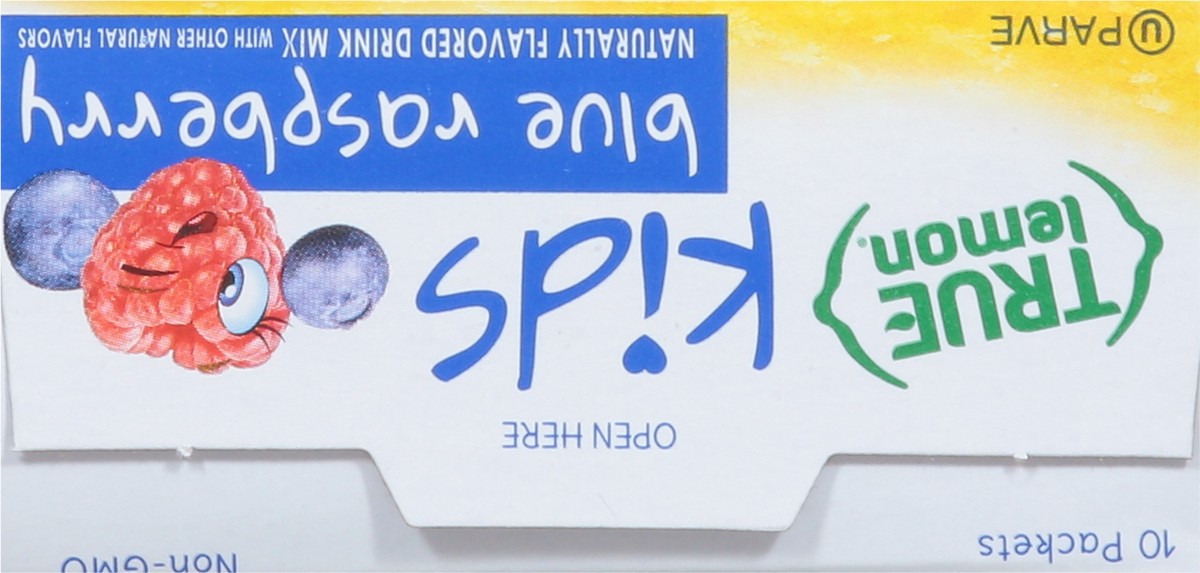 10 Packets
Non-GMO
OPEN HERE
TRUE
lemon®
kids
blue raspberry
NATURALLY FLAVORED DRINK MIX WITH OTHER NATURAL FLAVORS
Ⓤ PARVE